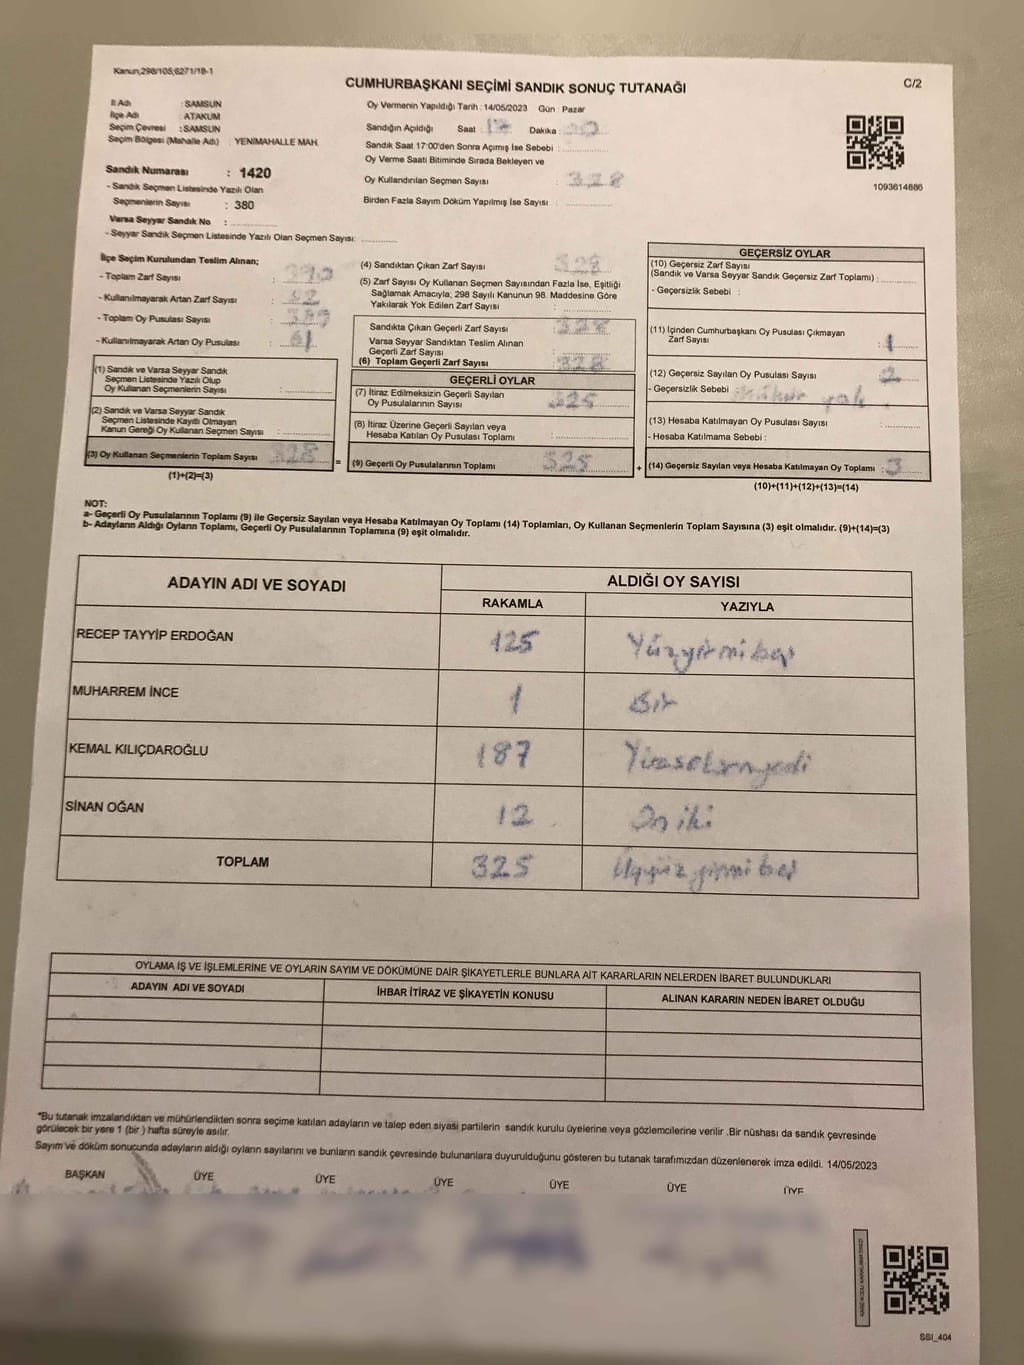 Kanun;298/105;6271/18-1
CUMHURBAŞKANI SEÇİMİ SANDIK SONUÇ TUTANAĞI
C/2
İl Adı : SAMSUN
İlçe Adı : ATAKUM
Seçim Çevresi : SAMSUN
Seçim Bölgesi (Mahalle Adı) : YENİMAHALLE MAH.
Sandık Numarası : 1420
- Sandık Seçmen Listesinde Yazılı Olan
Seçmenlerin Sayısı : 380
Varsa Seyyar Sandık No :
- Seyyar Sandık Seçmen Listesinde Yazılı Olan Seçmen Sayısı:
Oy Vermenin Yapıldığı Tarih : 14/05/2023 Gün : Pazar
Sandığın Açıldığı Saat : 17 Dakika :
Sandık Saat 17:00'den Sonra Açımış İse Sebebi :
Oy Verme Saati Bitiminde Sırada Bekleyen ve
Oy Kullandırılan Seçmen Sayısı : 328
Birden Fazla Sayım Döküm Yapılmış İse Sayısı :
1093614886
İlçe Seçim Kurulundan Teslim Alınan;
- Toplam Zarf Sayısı : 390
- Kullanılmayarak Artan Zarf Sayısı : 62
- Toplam Oy Pusulası Sayısı : 389
- Kullanılmayarak Artan Oy Pusulası : 61
(1) Sandık ve Varsa Seyyar Sandık
Seçmen Listesinde Yazılı Olup
Oy Kullanan Seçmenlerin Sayısı :
(2) Sandık ve Varsa Seyyar Sandık
Seçmen Listesinde Kayıtlı Olmayan
Kanun Gereği Oy Kullanan Seçmen Sayısı :
(3) Oy Kullanan Seçmenlerin Toplam Sayısı : 328
(1)+(2)=(3)
(4) Sandıktan Çıkan Zarf Sayısı : 328
(5) Zarf Sayısı Oy Kullanan Seçmen Sayısından Fazla İse, Eşitliği
Sağlamak Amacıyla; 298 Sayılı Kanunun 98. Maddesine Göre
Yakılarak Yok Edilen Zarf Sayısı :
Sandıkta Çıkan Geçerli Zarf Sayısı : 328
Varsa Seyyar Sandıktan Teslim Alınan
Geçerli Zarf Sayısı :
(6) Toplam Geçerli Zarf Sayısı : 328
GEÇERLİ OYLAR
(7) İtiraz Edilmeksizin Geçerli Sayılan
Oy Pusulalarının Sayısı : 325
(8) İtiraz Üzerine Geçerli Sayılan veya
Hesaba Katılan Oy Pusulası Toplamı :
= (9) Geçerli Oy Pusulalarının Toplamı : 325
GEÇERSİZ OYLAR
(10) Geçersiz Zarf Sayısı
(Sandık ve Varsa Seyyar Sandık Geçersiz Zarf Toplamı) :
- Geçersizlik Sebebi :
(11) İçinden Cumhurbaşkanı Oy Pusulası Çıkmayan
Zarf Sayısı : 1
(12) Geçersiz Sayılan Oy Pusulası Sayısı : 2
- Geçersizlik Sebebi : Mühür yok
(13) Hesaba Katılmayan Oy Pusulası Sayısı :
- Hesaba Katılmama Sebebi :
+ (14) Geçersiz Sayılan veya Hesaba Katılmayan Oy Toplamı : 3
(10)+(11)+(12)+(13)=(14)
NOT:
a- Geçerli Oy Pusulalarının Toplamı (9) ile Geçersiz Sayılan veya Hesaba Katılmayan Oy Toplamı (14) Toplamları, Oy Kullanan Seçmenlerin Toplam Sayısına (3) eşit olmalıdır. (9)+(14)=(3)
b- Adayların Aldığı Oyların Toplamı, Geçerli Oy Pusulalarının Toplamına (9) eşit olmalıdır.
ADAYIN ADI VE SOYADI
ALDIĞI OY SAYISI
RAKAMLA YAZIYLA
RECEP TAYYİP ERDOĞAN 125 Yüzyirmibeş
MUHARREM İNCE 1 Bir
KEMAL KILIÇDAROĞLU 187 Yüzseksenyedi
SİNAN OĞAN 12 On iki
TOPLAM 325 Üçyüz yirmi beş
OYLAMA İŞ VE İŞLEMLERİNE VE OYLARIN SAYIM VE DÖKÜMÜNE DAİR ŞİKAYETLERLE BUNLARA AİT KARARLARIN NELERDEN İBARET BULUNDUKLARI
ADAYIN ADI VE SOYADI İHBAR İTİRAZ VE ŞİKAYETİN KONUSU ALINAN KARARIN NEDEN İBARET OLDUĞU
*Bu tutanak imzalandıktan ve mühürlendikten sonra seçime katılan adayların ve talep eden siyasi partilerin sandık kurulu üyelerine veya gözlemcilerine verilir .Bir nüshası da sandık çevresinde
görülecek bir yere 1 (bir ) hafta süreyle asılır.
Sayım ve döküm sonucunda adayların aldığı oyların sayılarını ve bunların sandık çevresinde bulunanlara duyurulduğunu gösteren bu tutanak tarafımızdan düzenlenerek imza edildi. 14/05/2023
BAŞKAN ÜYE ÜYE ÜYE ÜYE ÜYE ÜYE
SSI_404